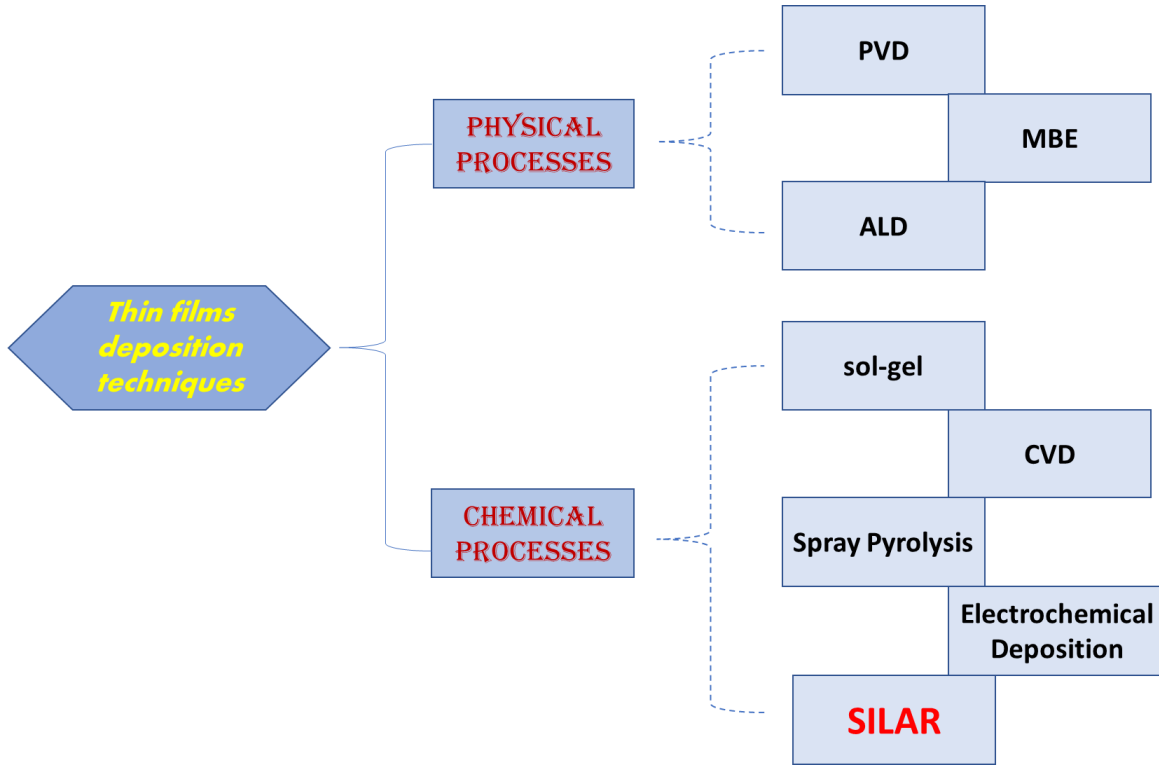 Thin films
deposition
techniques
PHYSICAL
PROCESSES
PVD
MBE
ALD
CHEMICAL
PROCESSES
sol-gel
CVD
Spray Pyrolysis
Electrochemical
Deposition
SILAR